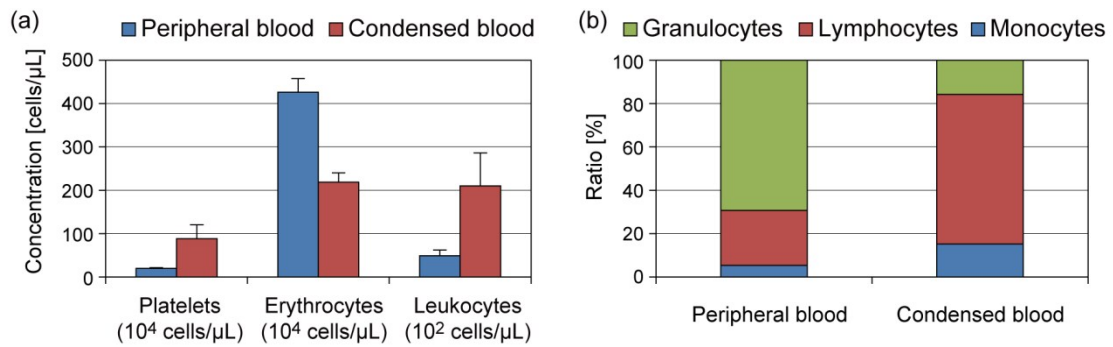 (a)
Peripheral blood Condensed blood
Concentration [cells/µL]
500
400
300
200
100
0
Platelets Erythrocytes Leukocytes
(10⁴ cells/µL) (10⁴ cells/µL) (10² cells/µL)
(b)
Granulocytes Lymphocytes Monocytes
Ratio [%]
100
80
60
40
20
0
Peripheral blood Condensed blood